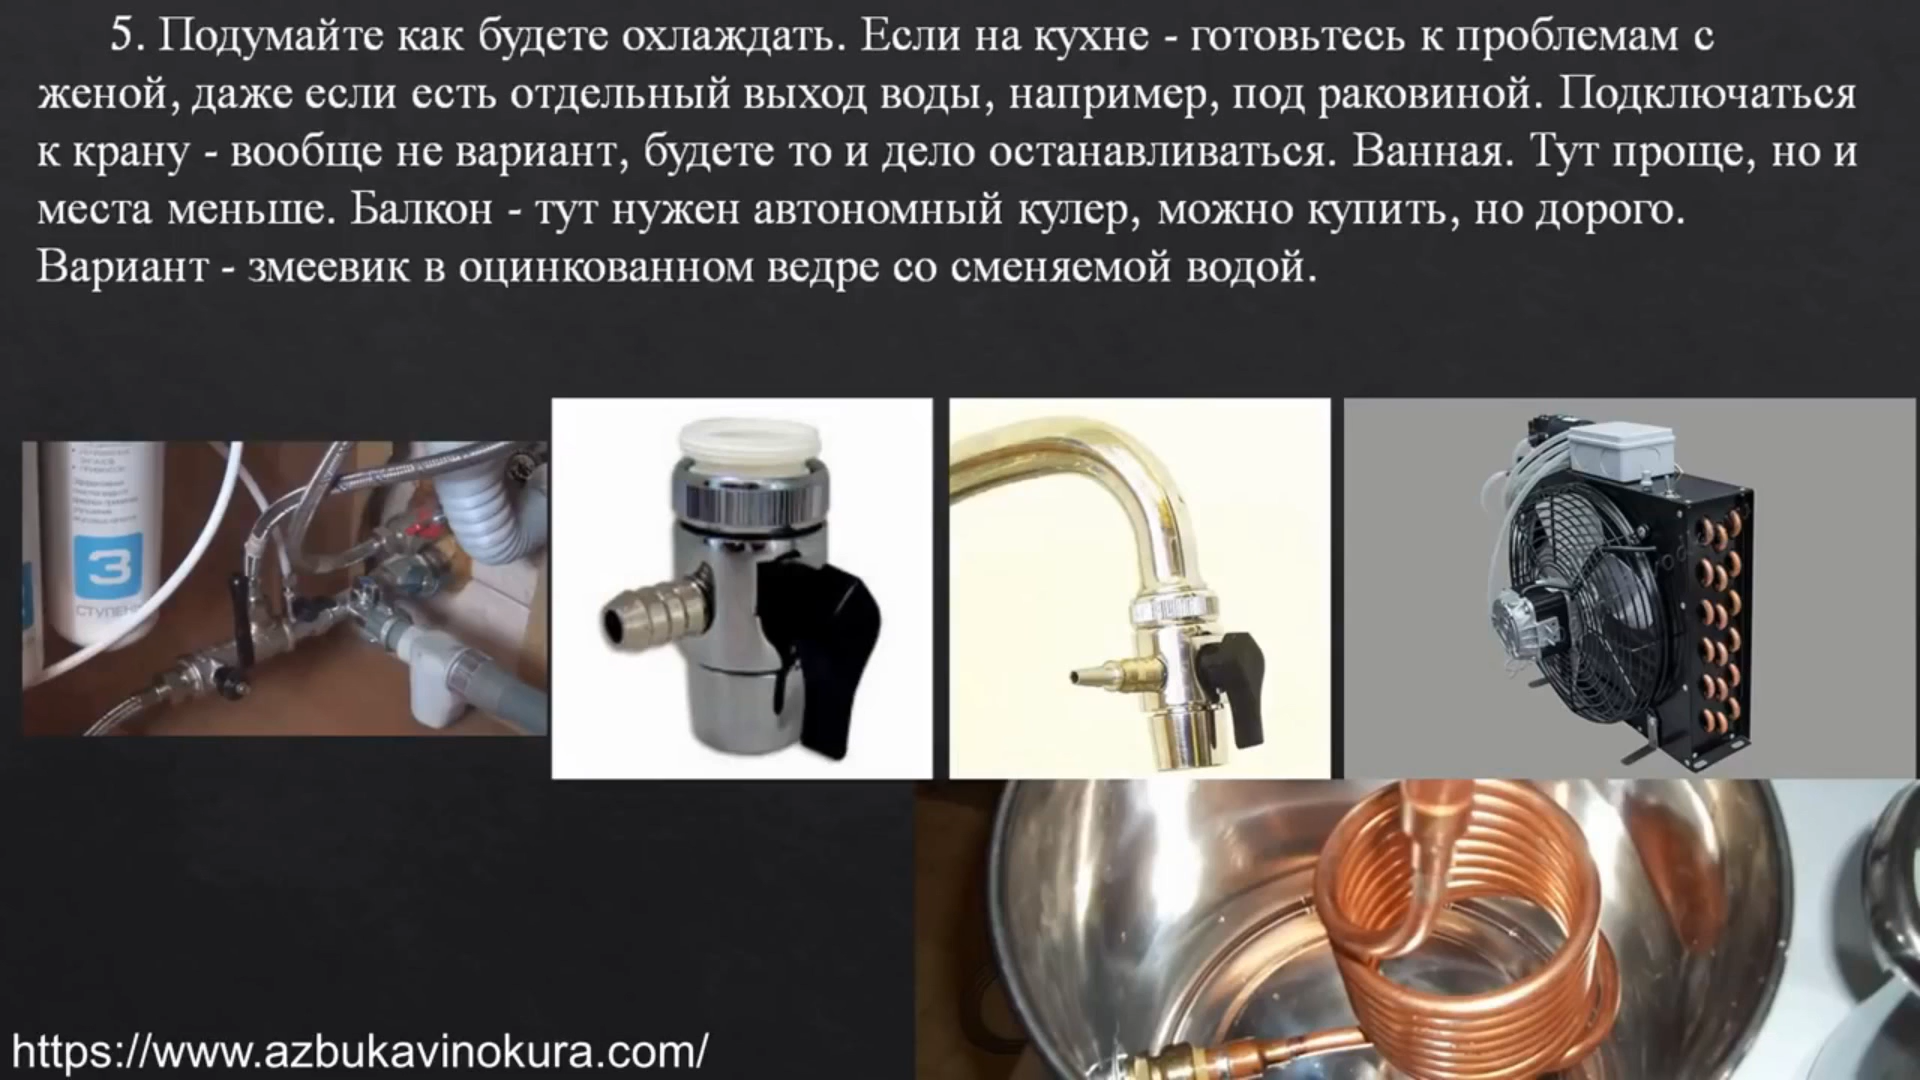 5. Подумайте как будете охлаждать. Если на кухне - готовьтесь к проблемам с
женой, даже если есть отдельный выход воды, например, под раковиной. Подключаться
к крану - вообще не вариант, будете то и дело останавливаться. Ванная. Тут проще, но и
места меньше. Балкон - тут нужен автономный кулер, можно купить, но дорого.
Вариант - змеевик в оцинкованном ведре со сменяемой водой.
3
СТУПЕНЬ
https://www.azbukavinokura.com/